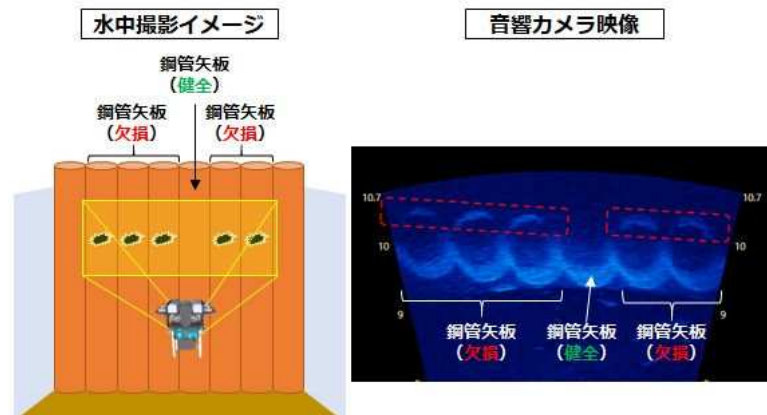 水中撮影イメージ
鋼管矢板
（健全）
鋼管矢板
（欠損）
鋼管矢板
（欠損）
音響カメラ映像
10.7
10.7
10
10
9
9
鋼管矢板
（欠損）
鋼管矢板
（健全）
鋼管矢板
（欠損）